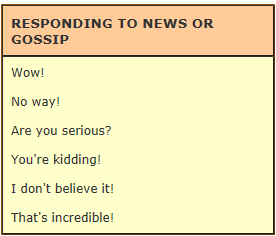 RESPONDING TO NEWS OR
GOSSIP
Wow!
No way!
Are you serious?
You're kidding!
I don't believe it!
That's incredible!